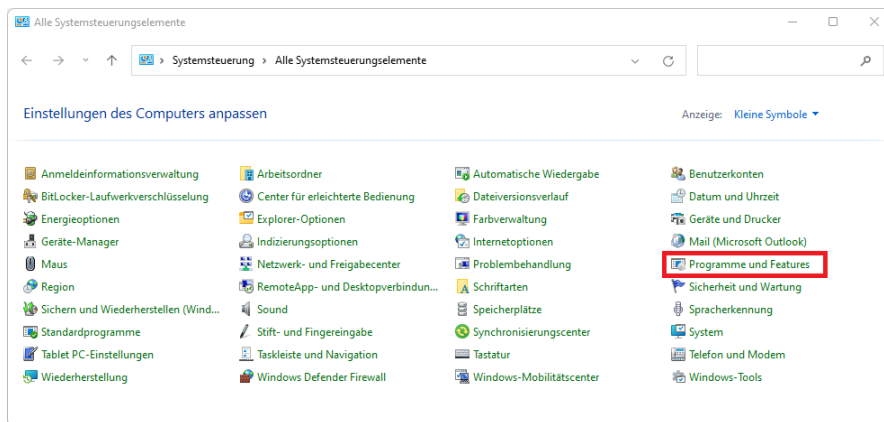 Alle Systemsteuerungselemente
Systemsteuerung > Alle Systemsteuerungselemente
Einstellungen des Computers anpassen
Anzeige: Kleine Symbole
Anmeldeinformationsverwaltung Arbeitsordner Automatische Wiedergabe Benutzerkonten
BitLocker-Laufwerkverschlüsselung Center für erleichterte Bedienung Dateiversionsverlauf Datum und Uhrzeit
Energieoptionen Explorer-Optionen Farbverwaltung Geräte und Drucker
Geräte-Manager Indizierungsoptionen Internetoptionen Mail (Microsoft Outlook)
Maus Netzwerk- und Freigabecenter Problembehandlung Programme und Features
Region RemoteApp- und Desktopverbindun... Schriftarten Sicherheit und Wartung
Sichern und Wiederherstellen (Wind... Sound Speicherplätze Spracherkennung
Standardprogramme Stift- und Fingereingabe Synchronisierungscenter System
Tablet PC-Einstellungen Taskleiste und Navigation Tastatur Telefon und Modem
Wiederherstellung Windows Defender Firewall Windows-Mobilitätscenter Windows-Tools